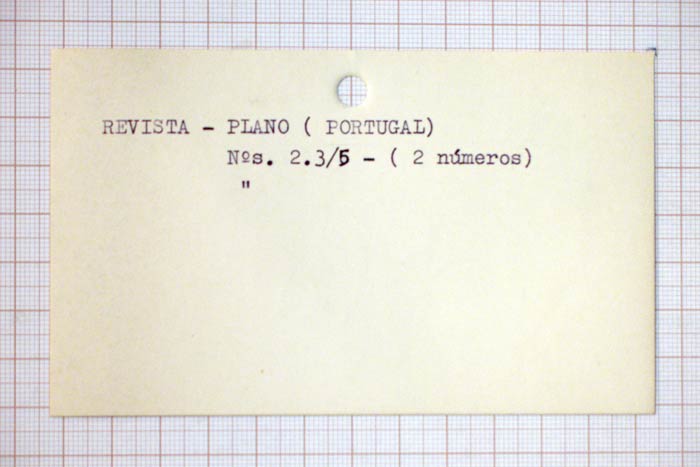 REVISTA - PLANO ( PORTUGAL)
Nºs. 2.3/5 - ( 2 números)
"